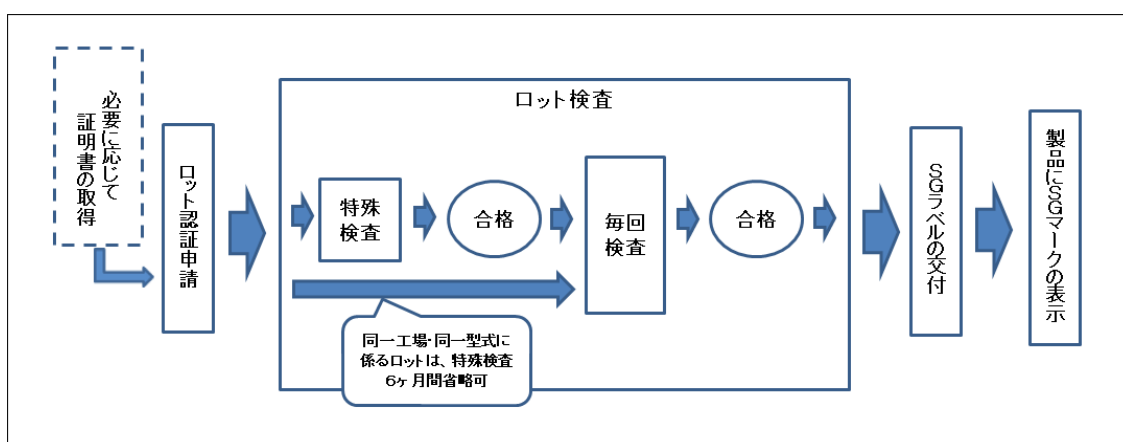 必要に応じて
証明書の取得
ロット認証申請
ロット検査
特殊
検査
合格
毎回
検査
合格
同一工場・同一型式に
係るロットは、特殊検査
6ヶ月間省略可
SGラベルの交付
製品にSGマークの表示